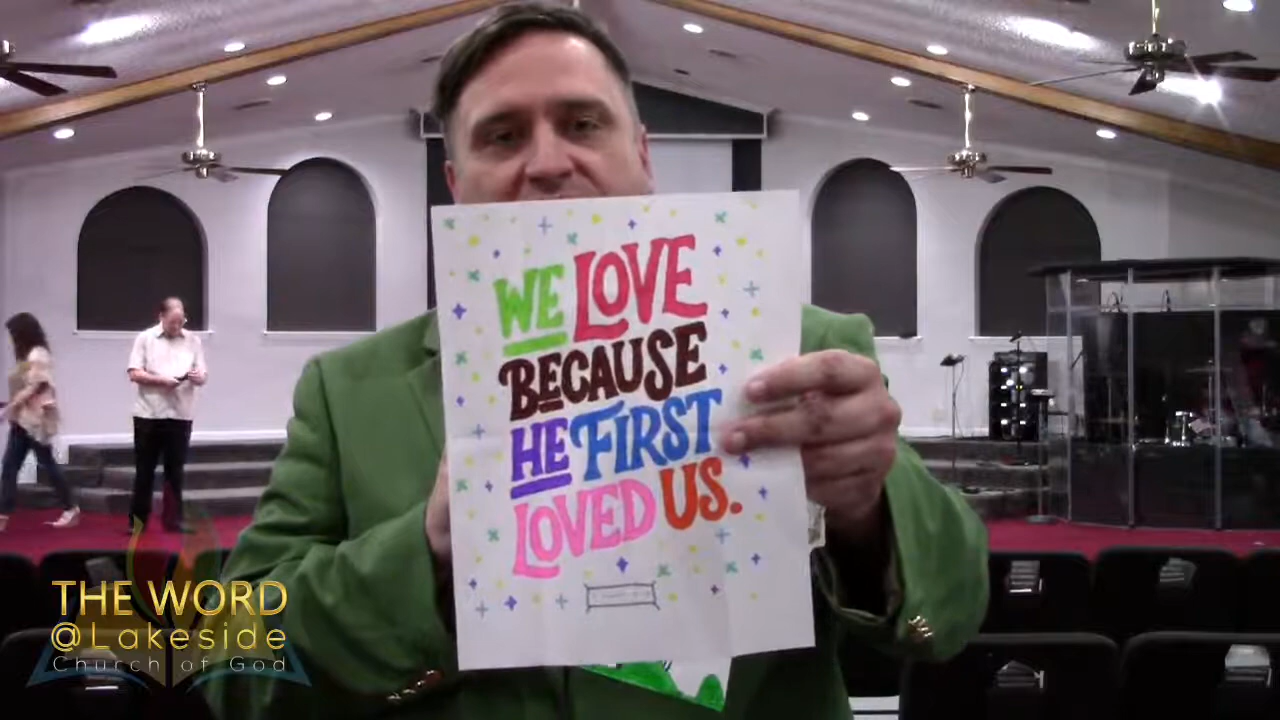 WE LOVE
BECAUSE
HE FIRST
LOVED US.
THE WORD
@Lakeside
Church of God